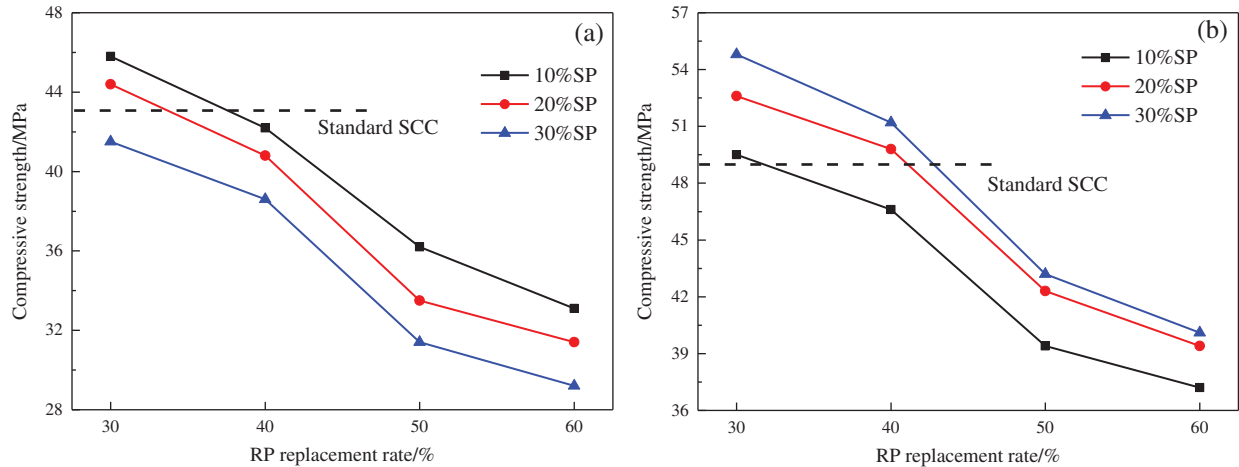 (a)
48
44
40
36
32
28
Compressive strength/MPa
10%SP
20%SP
30%SP
Standard SCC
30 40 50 60
RP replacement rate/%
(b)
57
54
51
48
45
42
39
36
Compressive strength/MPa
10%SP
20%SP
30%SP
Standard SCC
30 40 50 60
RP replacement rate/%